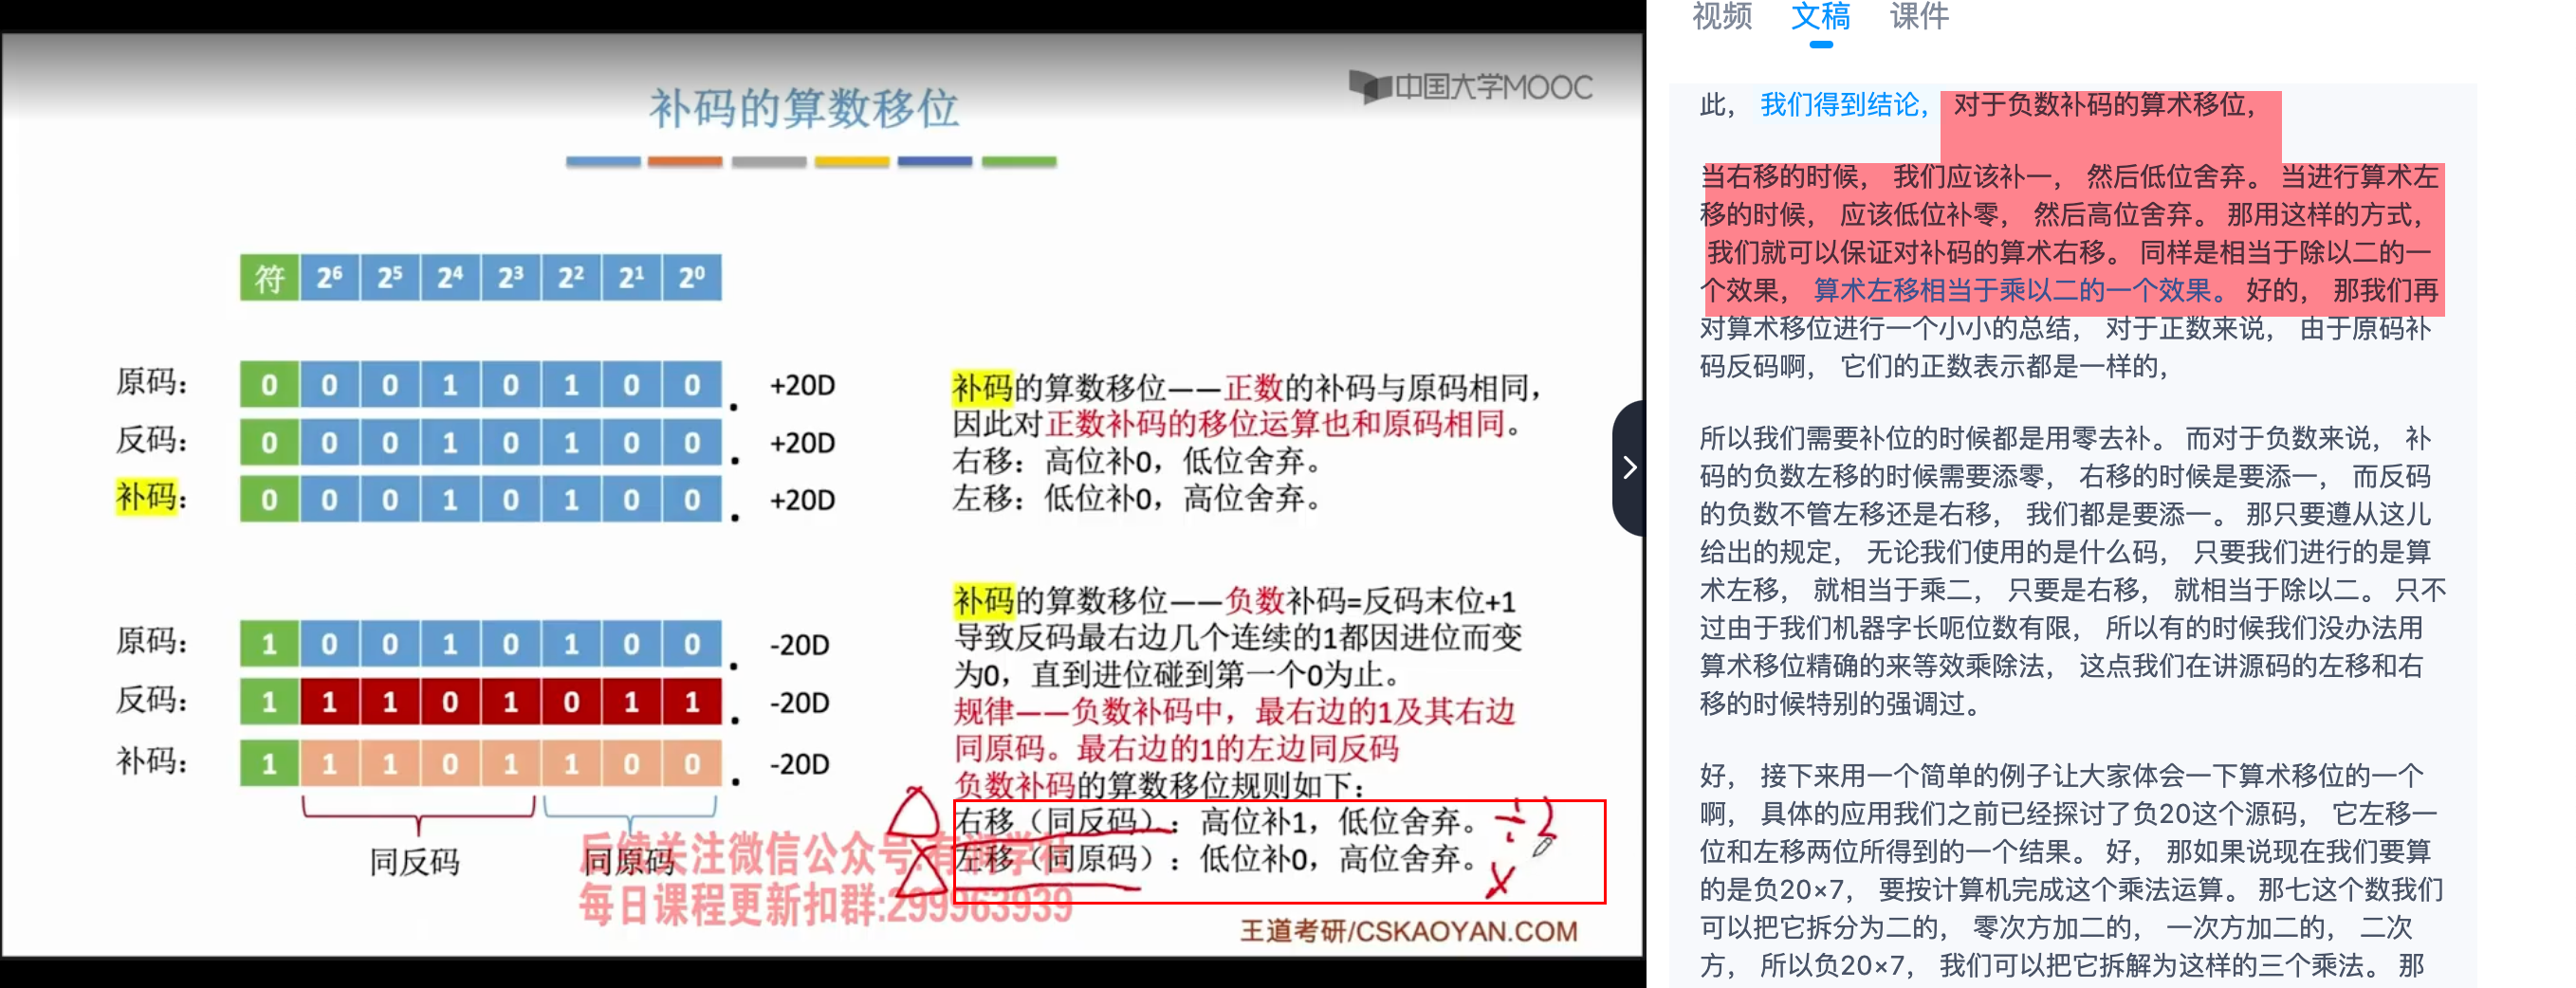 中国大学MOOC
补码的算数移位
符 2⁶ 2⁵ 2⁴ 2³ 2² 2¹ 2⁰
原码： 0 0 0 1 0 1 0 0 . +20D
反码： 0 0 0 1 0 1 0 0 . +20D
补码： 0 0 0 1 0 1 0 0 . +20D
补码的算数移位——正数的补码与原码相同，
因此对正数补码的移位运算也和原码相同。
右移：高位补0，低位舍弃。
左移：低位补0，高位舍弃。
原码： 1 0 0 1 0 1 0 0 . -20D
反码： 1 1 1 0 1 0 1 1 . -20D
补码： 1 1 1 0 1 1 0 0 . -20D
同反码 同原码
补码的算数移位——负数补码=反码末位+1
导致反码最右边几个连续的1都因进位而变
为0，直到进位碰到第一个0为止。
规律——负数补码中，最右边的1及其右边
同原码。最右边的1的左边同反码
负数补码的算数移位规则如下：
右移（同反码）：高位补1，低位舍弃。 ÷2
左移（同原码）：低位补0，高位舍弃。 ×
后续关注微信公众号:有润学社
每日课程更新扣群:299963939
王道考研/CSKAOYAN.COM
视频 文稿 课件
此， 我们得到结论， 对于负数补码的算术移位，
当右移的时候， 我们应该补一， 然后低位舍弃。 当进行算术左
移的时候， 应该低位补零， 然后高位舍弃。 那用这样的方式，
我们就可以保证对补码的算术右移。 同样是相当于除以二的一
个效果， 算术左移相当于乘以二的一个效果。 好的， 那我们再
对算术移位进行一个小小的总结， 对于正数来说， 由于原码补
码反码啊， 它们的正数表示都是一样的，
所以我们需要补位的时候都是用零去补。 而对于负数来说， 补
码的负数左移的时候需要添零， 右移的时候是要添一， 而反码
的负数不管左移还是右移， 我们都是要添一。 那只要遵从这儿
给出的规定， 无论我们使用的是什么码， 只要我们进行的是算
术左移， 就相当于乘二， 只要是右移， 就相当于除以二。 只不
过由于我们机器字长呃位数有限， 所以有的时候我们没办法用
算术移位精确的来等效乘除法， 这点我们在讲源码的左移和右
移的时候特别的强调过。
好， 接下来用一个简单的例子让大家体会一下算术移位的一个
啊， 具体的应用我们之前已经探讨了负20这个源码， 它左移一
位和左移两位所得到的一个结果。 好， 那如果说现在我们要算
的是负20×7， 要按计算机完成这个乘法运算。 那七这个数我们
可以把它拆分为二的， 零次方加二的， 一次方加二的， 二次
方， 所以负20×7， 我们可以把它拆解为这样的三个乘法。 那